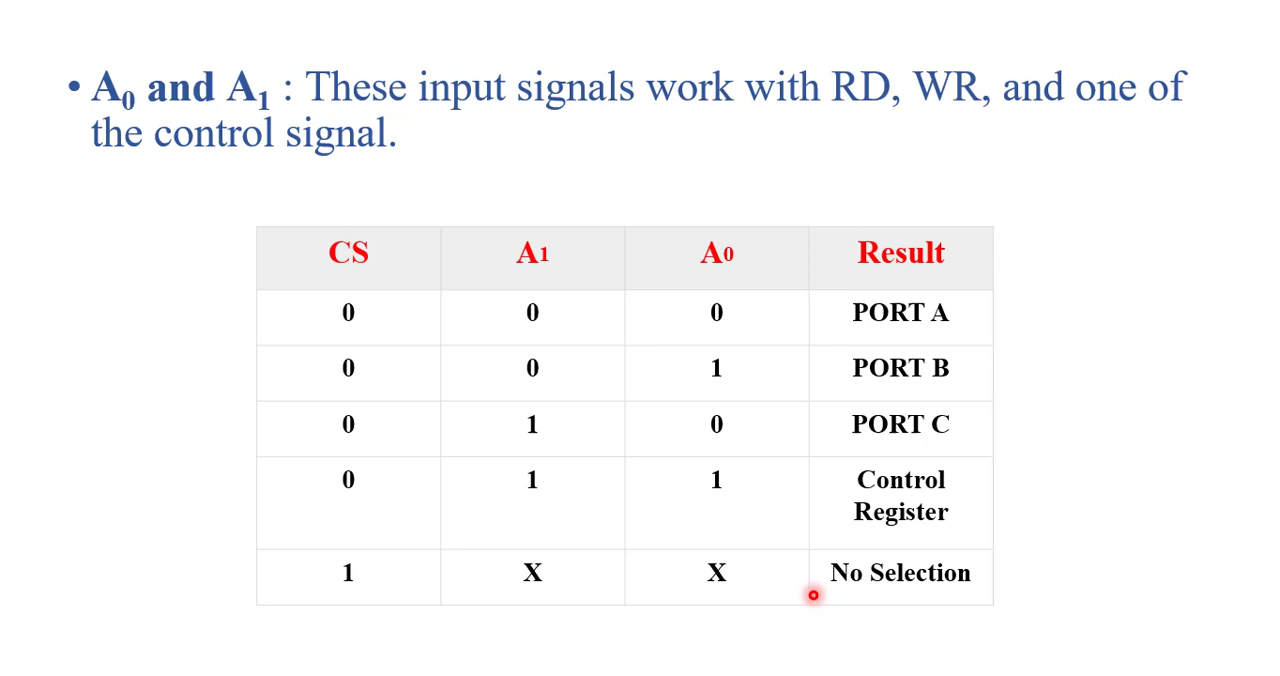 • A0 and A1 : These input signals work with RD, WR, and one of
the control signal.
CS A1 A0 Result
0 0 0 PORT A
0 0 1 PORT B
0 1 0 PORT C
0 1 1 Control
Register
1 X X No Selection